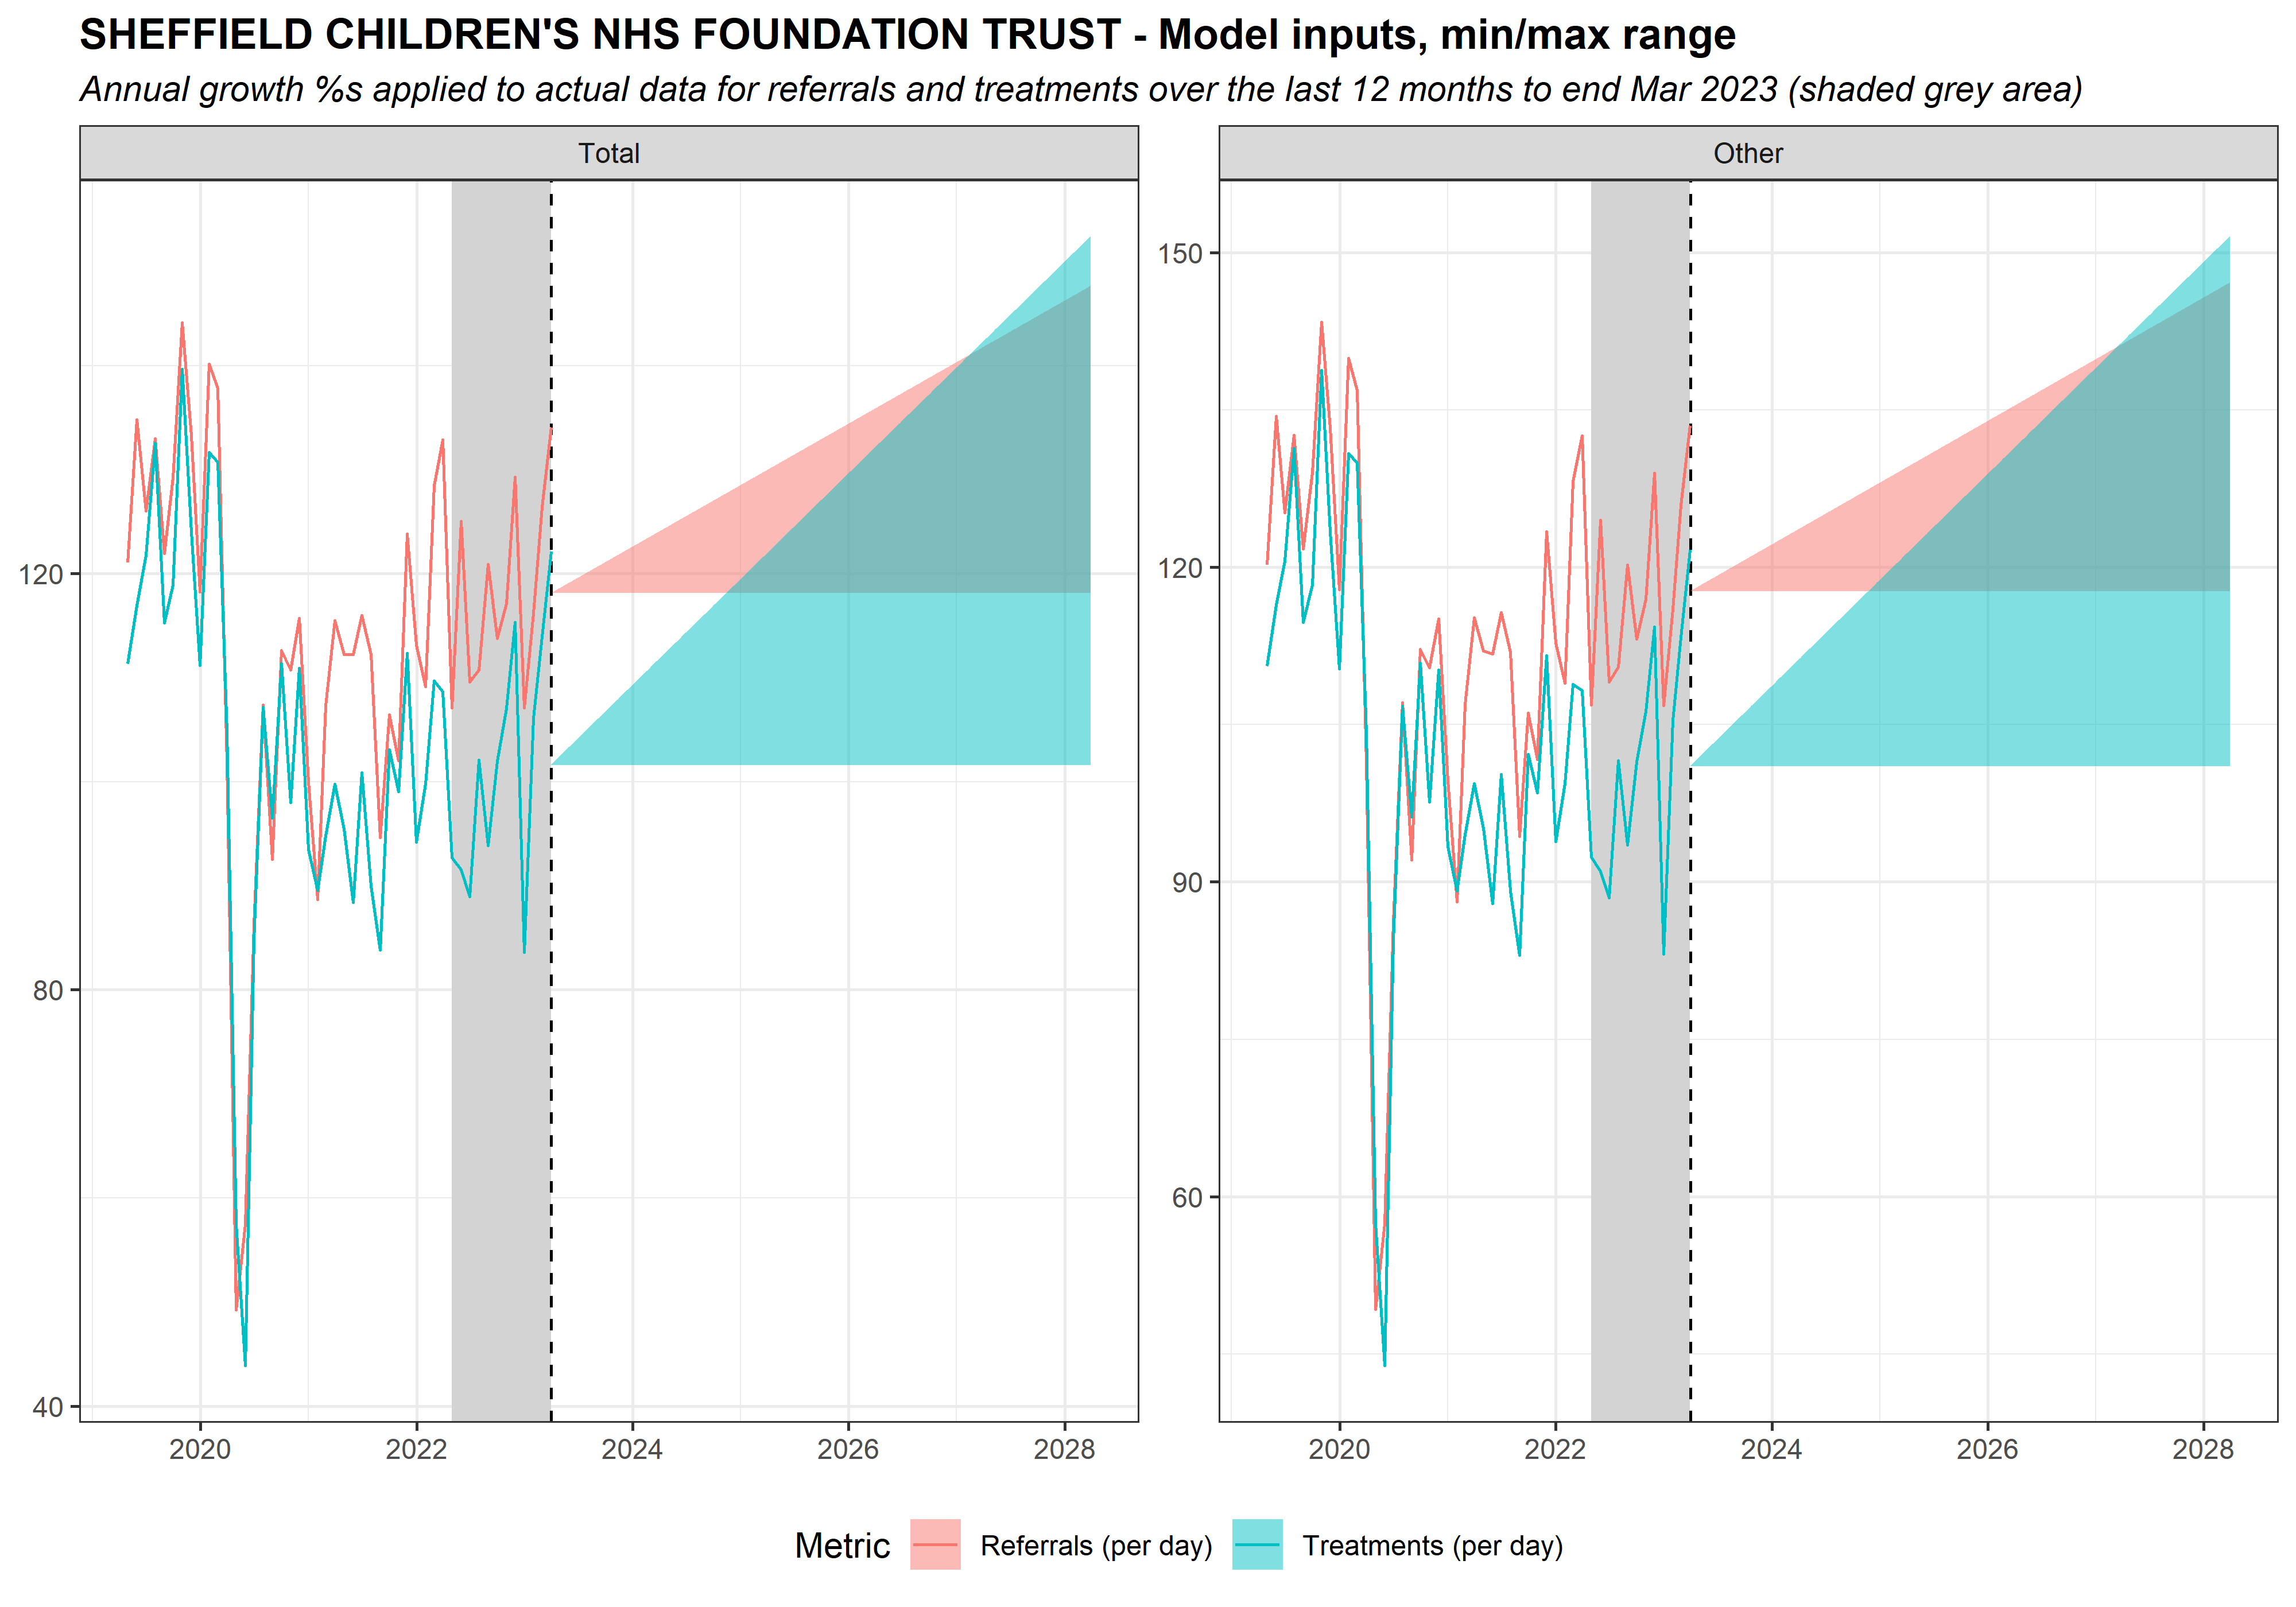 SHEFFIELD CHILDREN'S NHS FOUNDATION TRUST - Model inputs, min/max range
Annual growth %s applied to actual data for referrals and treatments over the last 12 months to end Mar 2023 (shaded grey area)
Total
120
80
40
2020 2022 2024 2026 2028
Other
150
120
90
60
2020 2022 2024 2026 2028
Metric Referrals (per day) Treatments (per day)